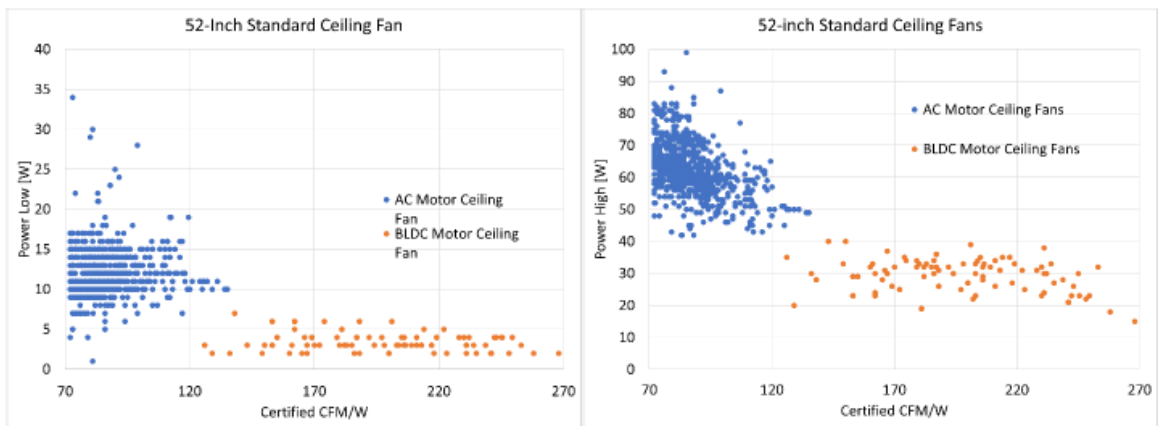 52-Inch Standard Ceiling Fan
40
35
30
25
20
15
10
5
0
Power Low [W]
AC Motor Ceiling
Fan
BLDC Motor Ceiling
Fan
70 120 170 220 270
Certified CFM/W
52-inch Standard Ceiling Fans
100
90
80
70
60
50
40
30
20
10
0
Power High [W]
AC Motor Ceiling Fans
BLDC Motor Ceiling Fans
70 120 170 220 270
Certified CFM/W